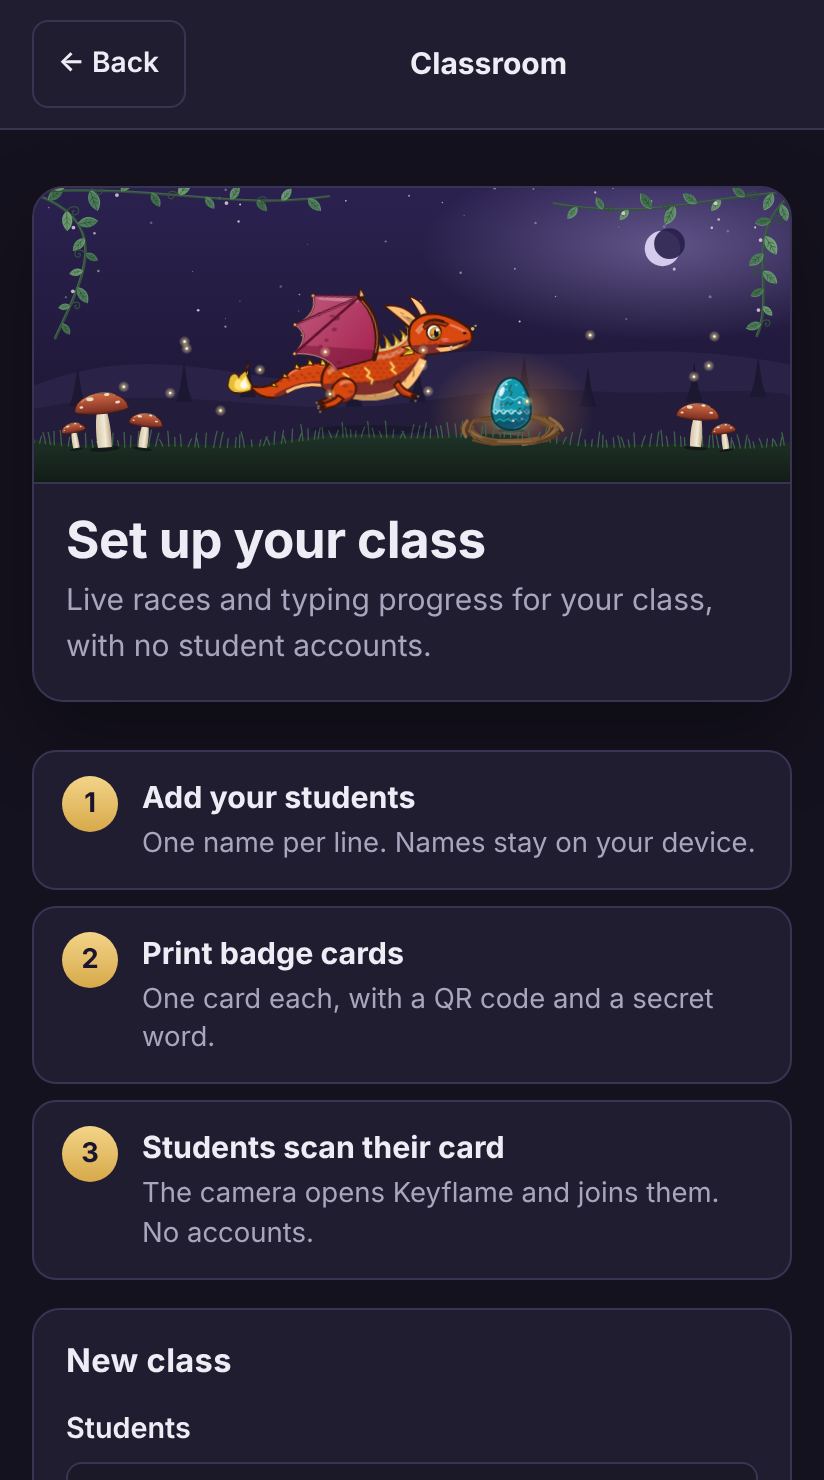 ← Back
Classroom
Set up your class
Live races and typing progress for your class,
with no student accounts.
1
Add your students
One name per line. Names stay on your device.
2
Print badge cards
One card each, with a QR code and a secret
word.
3
Students scan their card
The camera opens Keyflame and joins them.
No accounts.
New class
Students